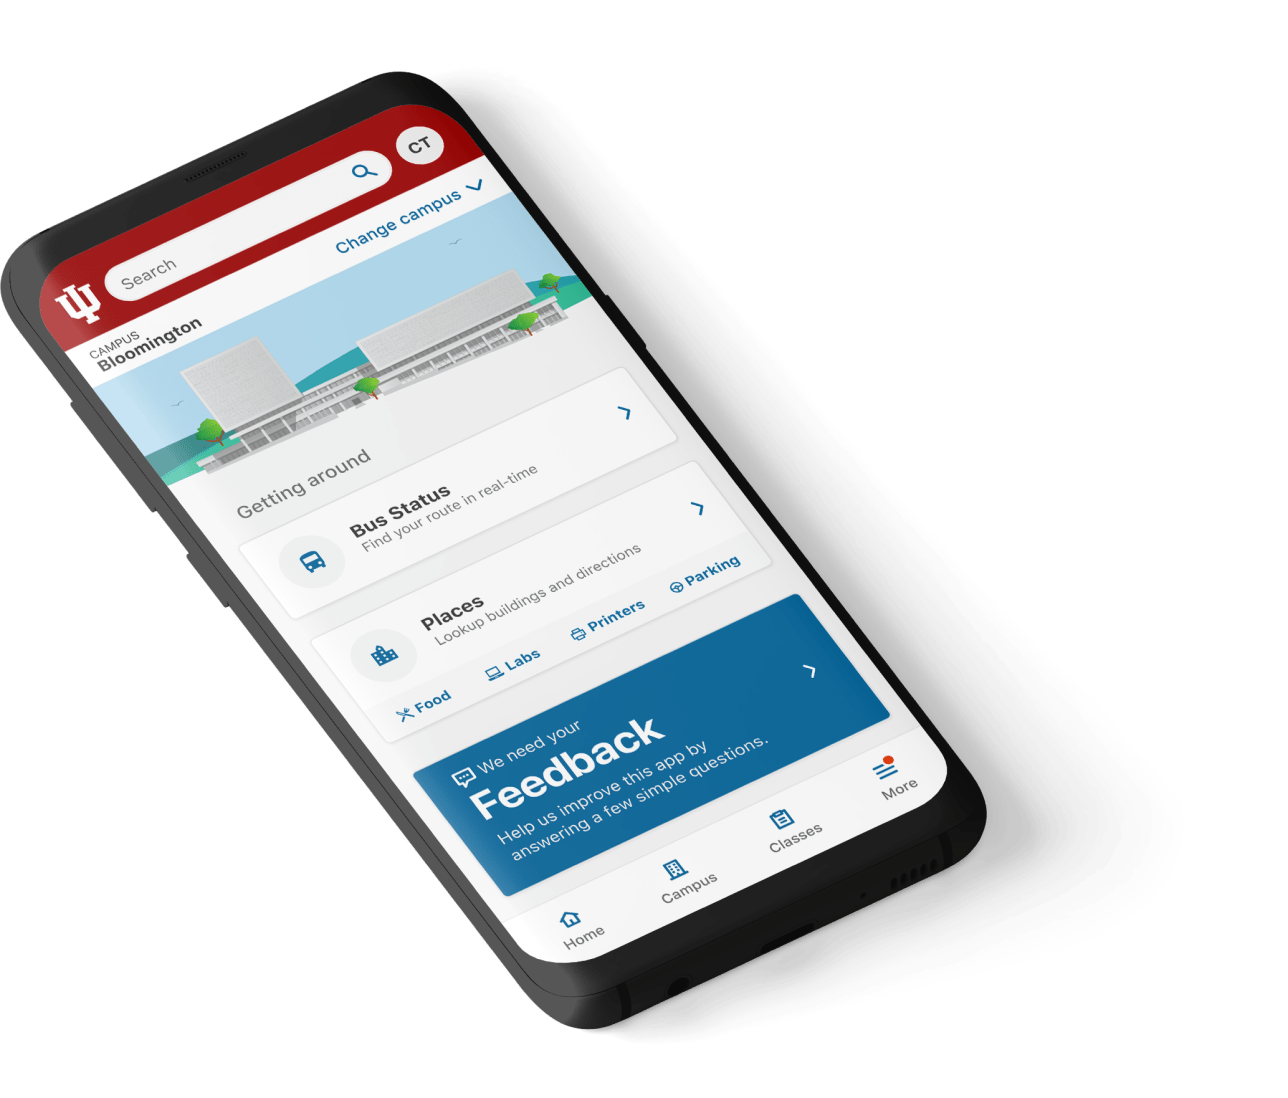 CT
Search
Change campus
CAMPUS
Bloomington
Getting around
Bus Status
Find your route in real-time
Places
Lookup buildings and directions
Food
Labs
Printers
Parking
We need your
Feedback
Help us improve this app by
answering a few simple questions.
Home
Campus
Classes
More